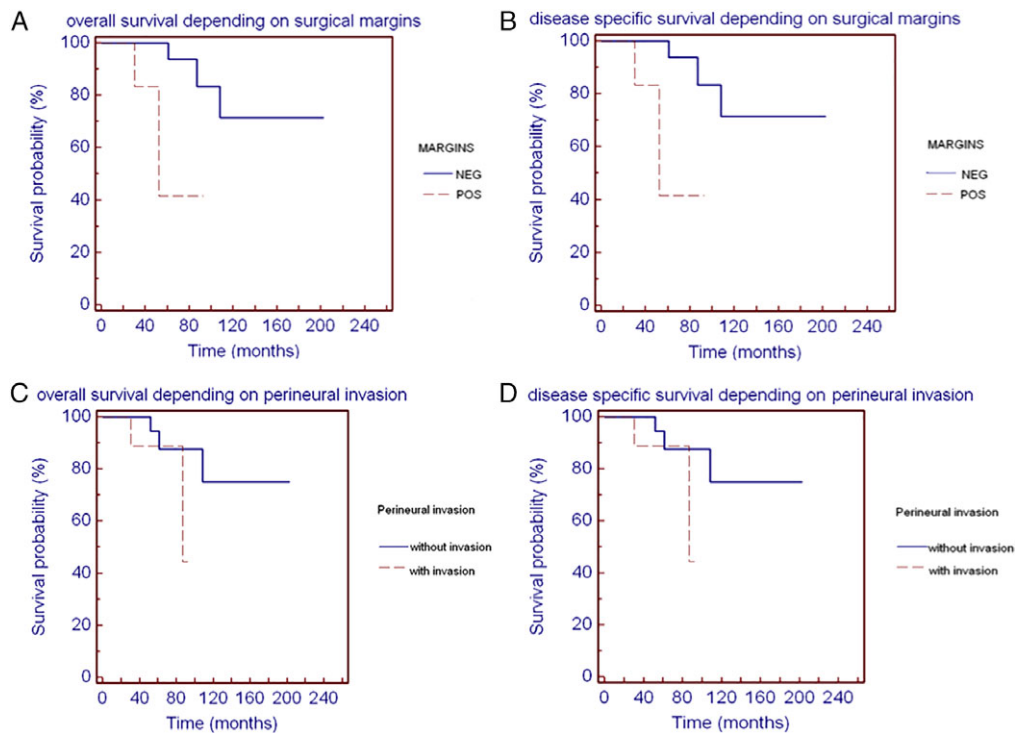 A overall survival depending on surgical margins
Survival probability (%)
100
80
60
40
20
0
0 40 80 120 160 200 240
Time (months)
MARGINS
NEG
POS
B disease specific survival depending on surgical margins
Survival probability (%)
100
80
60
40
20
0
0 40 80 120 160 200 240
Time (months)
MARGINS
NEG
POS
C overall survival depending on perineural invasion
Survival probability (%)
100
80
60
40
20
0
0 40 80 120 160 200 240
Time (months)
Perineural invasion
without invasion
with invasion
D disease specific survival depending on perineural invasion
Survival probability (%)
100
80
60
40
20
0
0 40 80 120 160 200 240
Time (months)
Perineural invasion
without invasion
with invasion